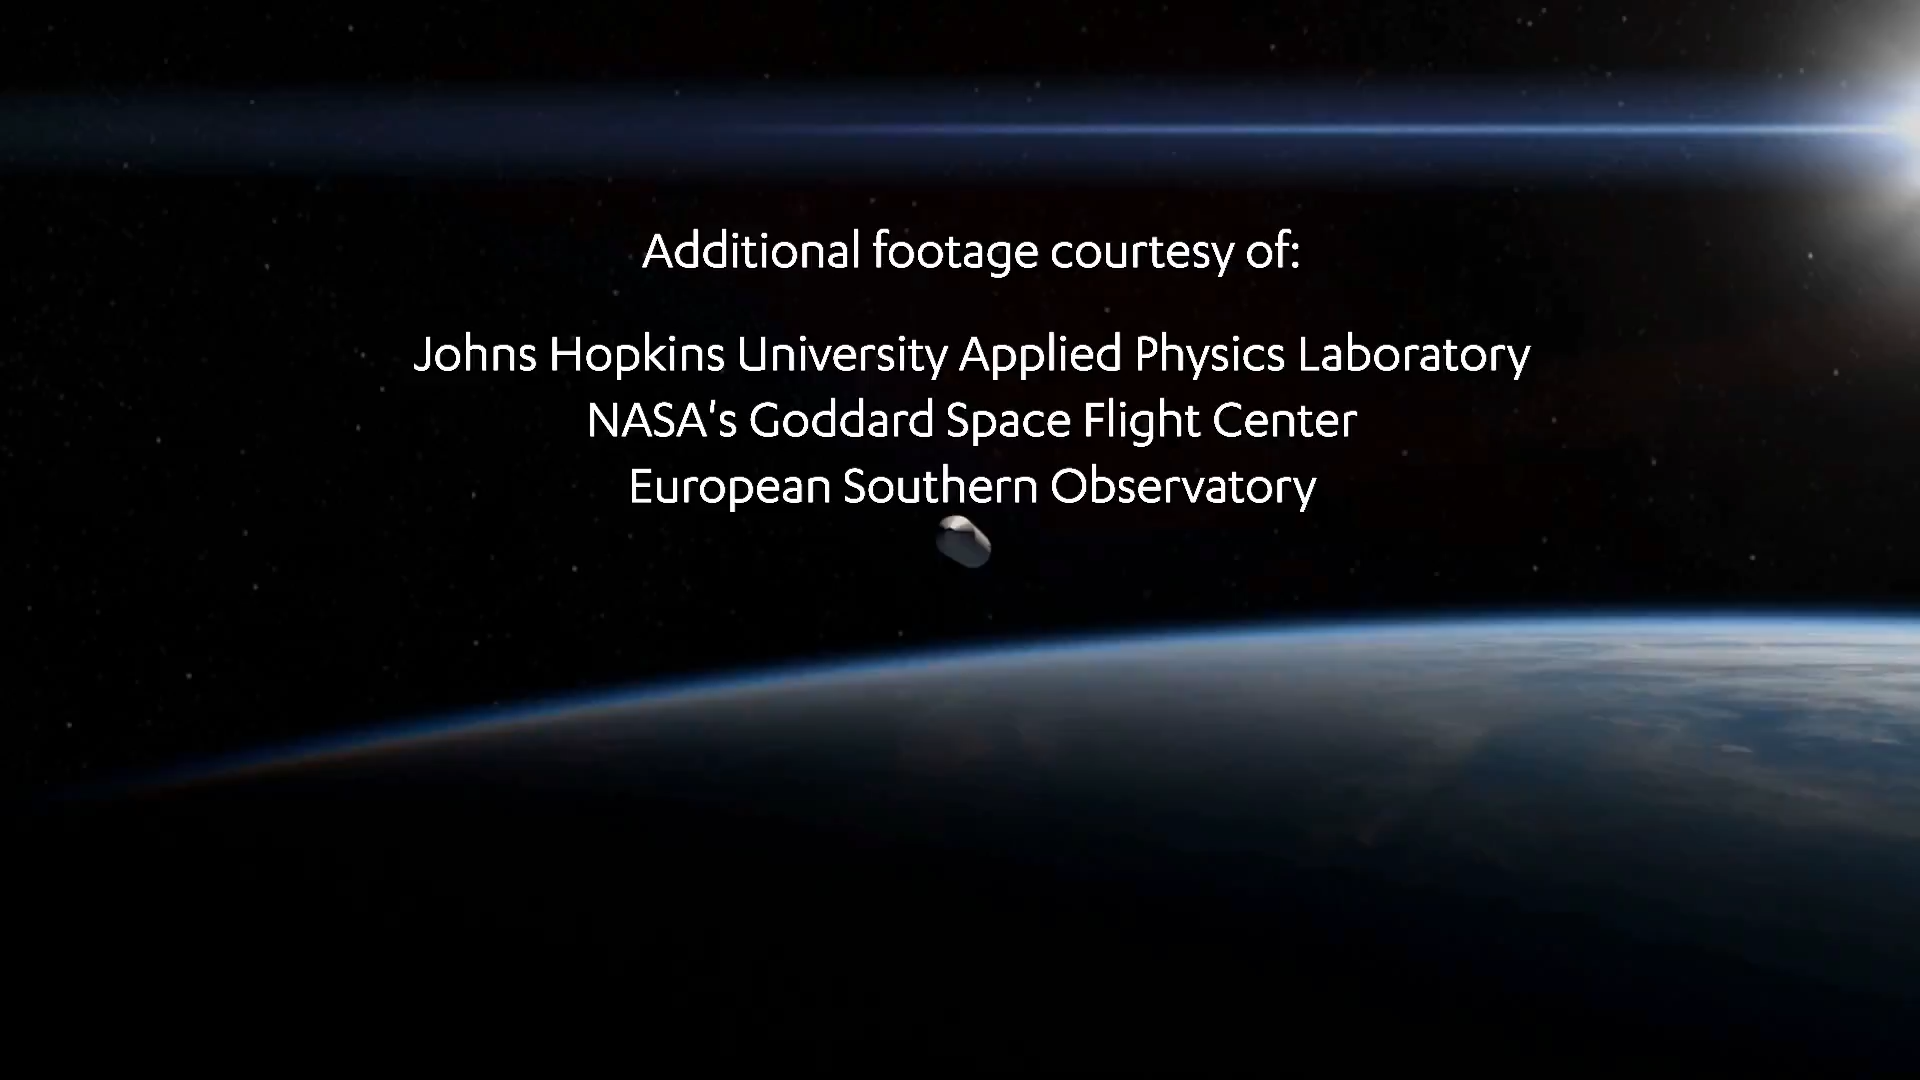 Additional footage courtesy of:
Johns Hopkins University Applied Physics Laboratory
NASA's Goddard Space Flight Center
European Southern Observatory